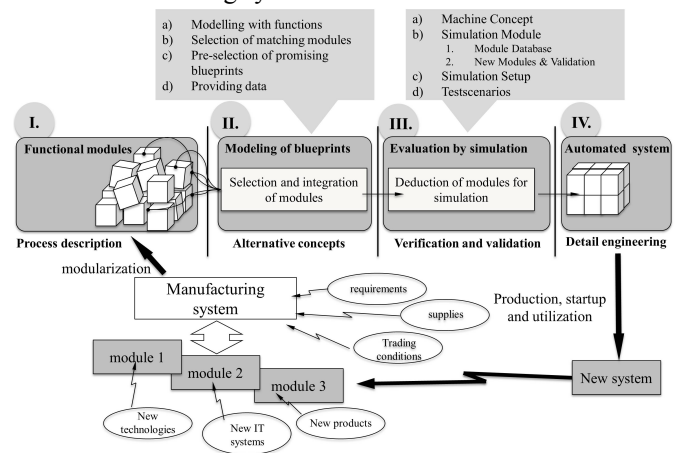 a) Modelling with functions
b) Selection of matching modules
c) Pre-selection of promising
blueprints
d) Providing data
a) Machine Concept
b) Simulation Module
1. Module Database
2. New Modules & Validation
c) Simulation Setup
d) Testscenarios
I.
II.
III.
IV.
Functional modules
Modeling of blueprints
Evaluation by simulation
Automated system
Selection and integration
of modules
Deduction of modules for
simulation
Process description
Alternative concepts
Verification and validation
Detail engineering
modularization
Manufacturing
system
requirements
supplies
Trading
conditions
Production, startup
and utilization
module 1
module 2
module 3
New system
New
technologies
New IT
systems
New products